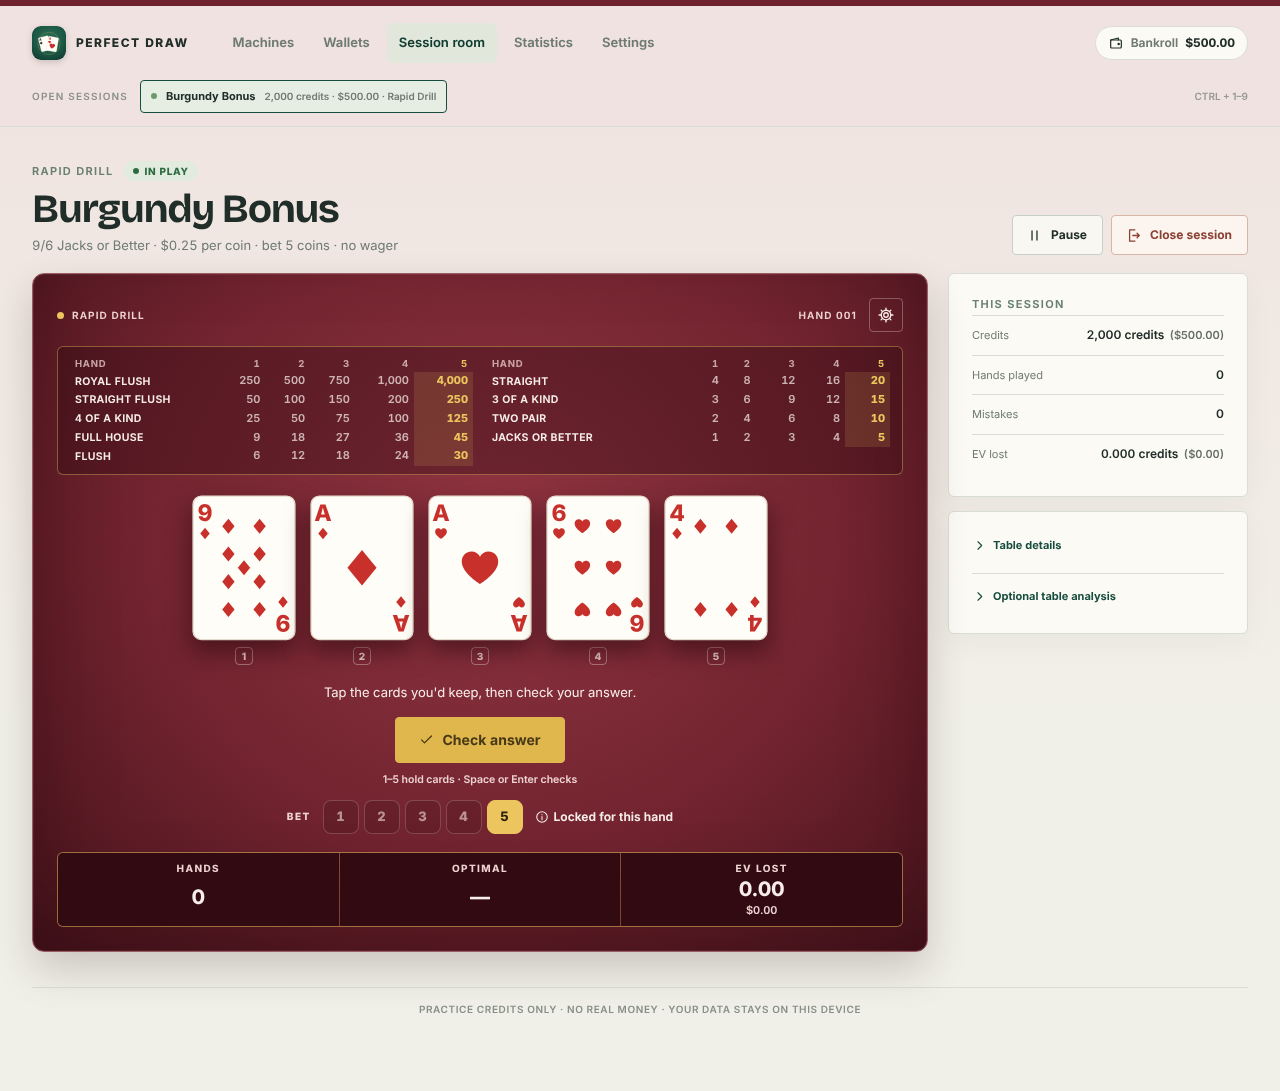 PERFECT DRAW
Machines
Wallets
Session room
Statistics
Settings
Bankroll $500.00
OPEN SESSIONS
Burgundy Bonus 2,000 credits · $500.00 · Rapid Drill
CTRL + 1–9
RAPID DRILL
IN PLAY
Burgundy Bonus
9/6 Jacks or Better · $0.25 per coin · bet 5 coins · no wager
Pause
Close session
RAPID DRILL
HAND 001
HAND 1 2 3 4 5
ROYAL FLUSH 250 500 750 1,000 4,000
STRAIGHT FLUSH 50 100 150 200 250
4 OF A KIND 25 50 75 100 125
FULL HOUSE 9 18 27 36 45
FLUSH 6 12 18 24 30
HAND 1 2 3 4 5
STRAIGHT 4 8 12 16 20
3 OF A KIND 3 6 9 12 15
TWO PAIR 2 4 6 8 10
JACKS OR BETTER 1 2 3 4 5
9 A A 6 4
9 A A 6 4
1 2 3 4 5
Tap the cards you'd keep, then check your answer.
Check answer
1–5 hold cards · Space or Enter checks
BET 1 2 3 4 5 Locked for this hand
HANDS
0
OPTIMAL
—
EV LOST
0.00
$0.00
THIS SESSION
Credits 2,000 credits ($500.00)
Hands played 0
Mistakes 0
EV lost 0.000 credits ($0.00)
Table details
Optional table analysis
PRACTICE CREDITS ONLY · NO REAL MONEY · YOUR DATA STAYS ON THIS DEVICE